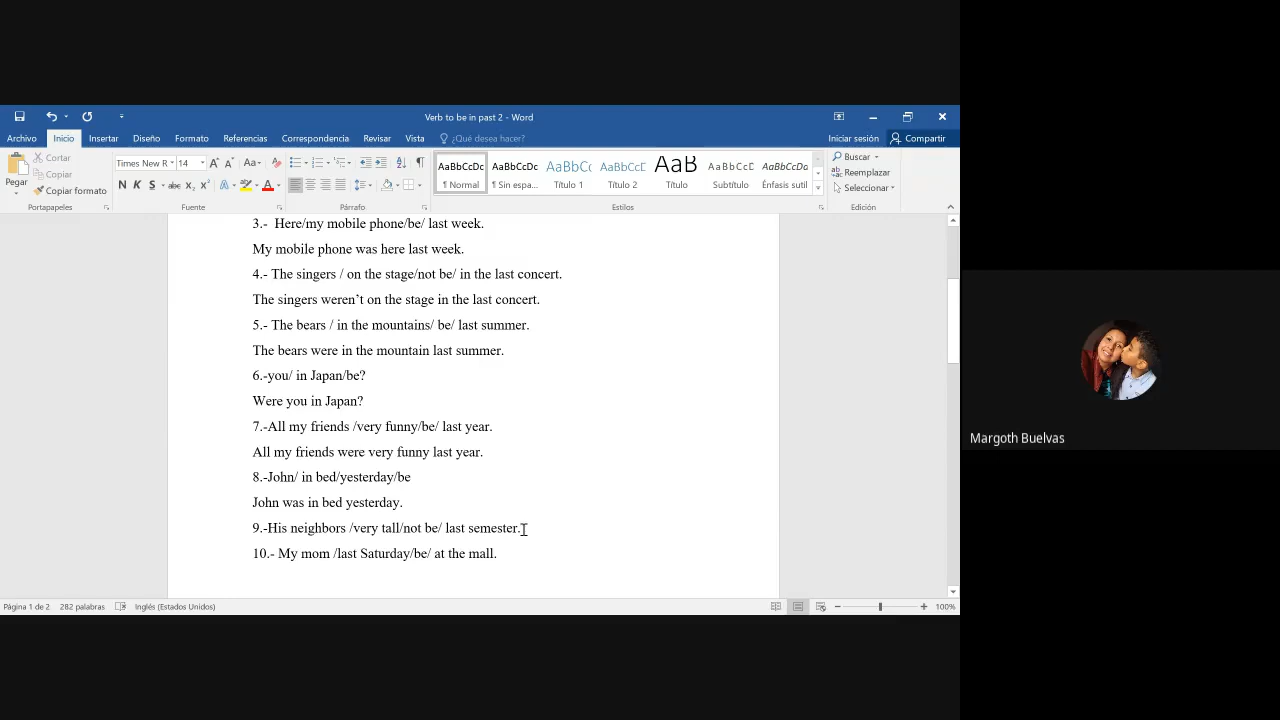 Verb to be in past 2 - Word
Archivo Inicio Insertar Diseño Formato Referencias Correspondencia Revisar Vista ¿Qué desea hacer? Iniciar sesión Compartir
Pegar Cortar Copiar Copiar formato Portapapeles
Times New R 14 Aa
N K S abc x₂ x² A A Fuente
Párrafo
AaBbCcDc AaBbCcDc AaBbCc AaBbCcE AaB AaBbCcE AaBbCcDc
¶ Normal ¶ Sin espa... Título 1 Título 2 Título Subtítulo Énfasis sutil
Estilos
Buscar
Reemplazar
Seleccionar
Edición
3.- Here/my mobile phone/be/ last week.
My mobile phone was here last week.
4.- The singers / on the stage/not be/ in the last concert.
The singers weren’t on the stage in the last concert.
5.- The bears / in the mountains/ be/ last summer.
The bears were in the mountain last summer.
6.-you/ in Japan/be?
Were you in Japan?
7.-All my friends /very funny/be/ last year.
All my friends were very funny last year.
8.-John/ in bed/yesterday/be
John was in bed yesterday.
9.-His neighbors /very tall/not be/ last semester.
10.- My mom /last Saturday/be/ at the mall.
Página 1 de 2 282 palabras Inglés (Estados Unidos) 100%
Margoth Buelvas